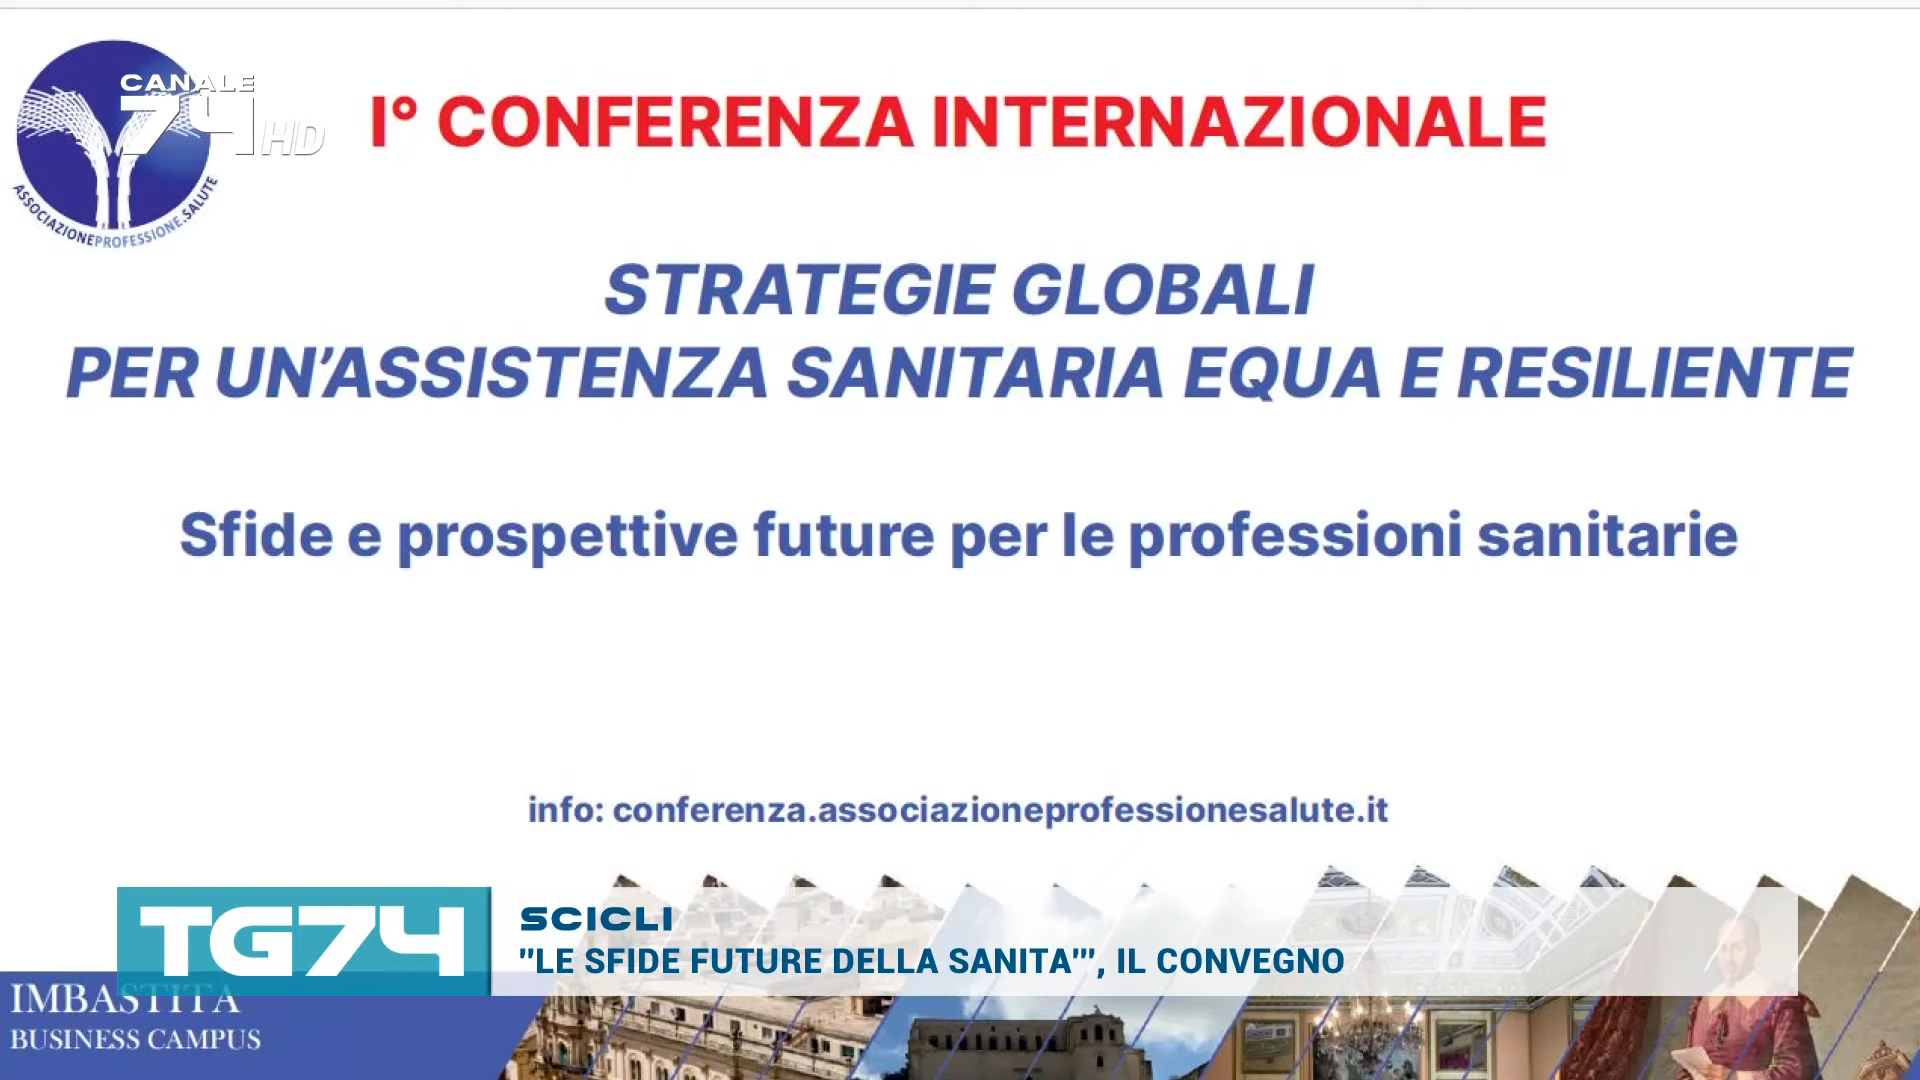 CANALE
74 HD
ASSOCIAZIONEPROFESSIONE.SALUTE
I° CONFERENZA INTERNAZIONALE
STRATEGIE GLOBALI
PER UN’ASSISTENZA SANITARIA EQUA E RESILIENTE
Sfide e prospettive future per le professioni sanitarie
info: conferenza.associazioneprofessionesalute.it
TG74
SCICLI
"LE SFIDE FUTURE DELLA SANITA'", IL CONVEGNO
IMBASTITA
BUSINESS CAMPUS